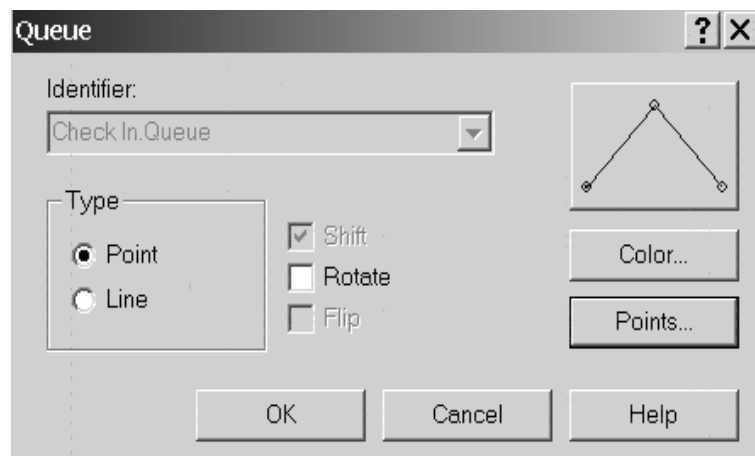 Queue
Identifier:
Check In.Queue
Type
Point
Line
Shift
Rotate
Flip
Color...
Points...
OK
Cancel
Help